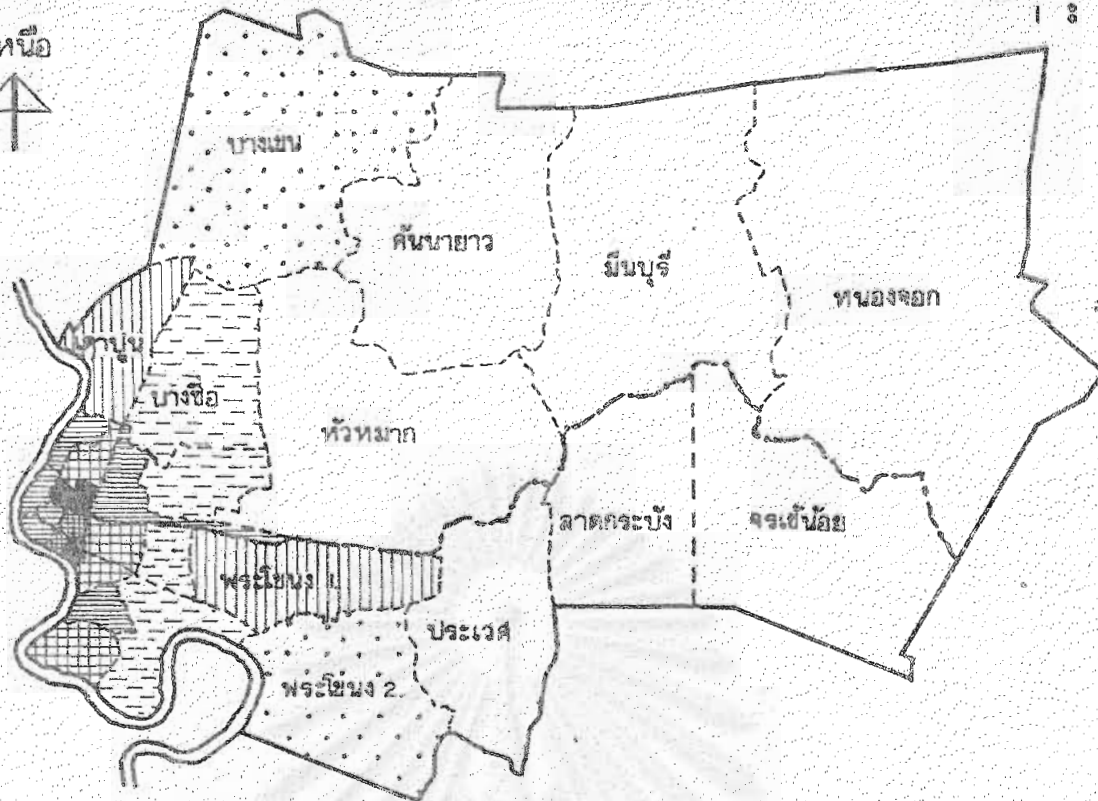 หนือ
บางเขน
คันนายาว
มีนบุรี
หนองจอก
เตาปูน
บางซื่อ
หัวหมาก
ลาดกระบัง
จรเข้น้อย
พระโขนง 1.
ประเวศ
พระโขนง 2.